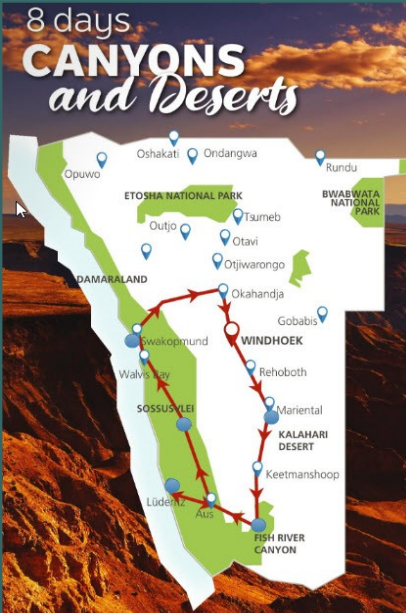 8 days
CANYONS
and Deserts
Oshakati
Ondangwa
Rundu
Opuwo
ETOSHA NATIONAL PARK
BWABWATA
NATIONAL
PARK
Tsumeb
Outjo
Otavi
Otjiwarongo
DAMARALAND
Okahandja
Gobabis
Swakopmund
WINDHOEK
Walvis Bay
Rehoboth
SOSSUSVLEI
Mariental
KALAHARI
DESERT
Keetmanshoop
Lüderitz
Aus
FISH RIVER
CANYON